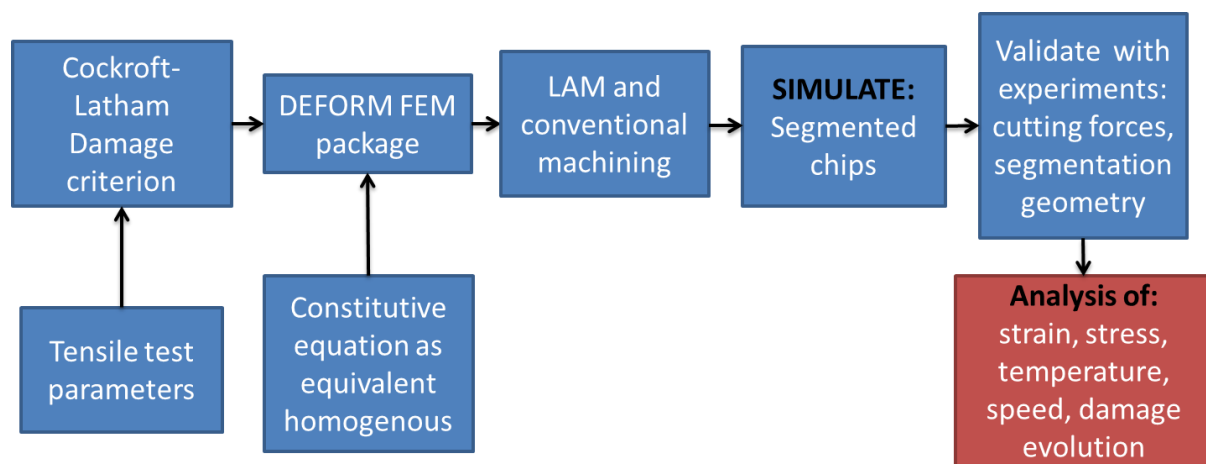 Cockroft-
Latham
Damage
criterion
DEFORM FEM
package
LAM and
conventional
machining
SIMULATE:
Segmented
chips
Validate with
experiments:
cutting forces,
segmentation
geometry
Tensile test
parameters
Constitutive
equation as
equivalent
homogenous
Analysis of:
strain, stress,
temperature,
speed, damage
evolution